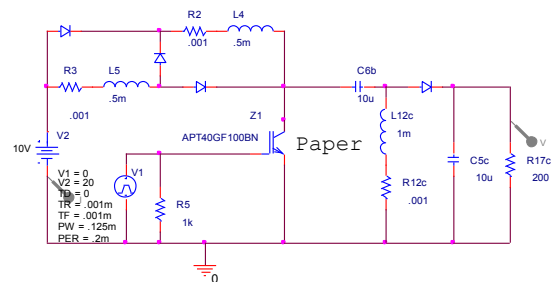 R2
L4
.001
.5m
R3
L5
.001
.5m
C6b
10u
Z1
L12c
1m
10V
V2
APT40GF100BN
Paper
V
V1 = 0
V2 = 20
TD = 0
TR = .001m
TF = .001m
PW = .125m
PER = .2m
V1
R5
1k
R12c
.001
C5c
10u
R17c
200
0